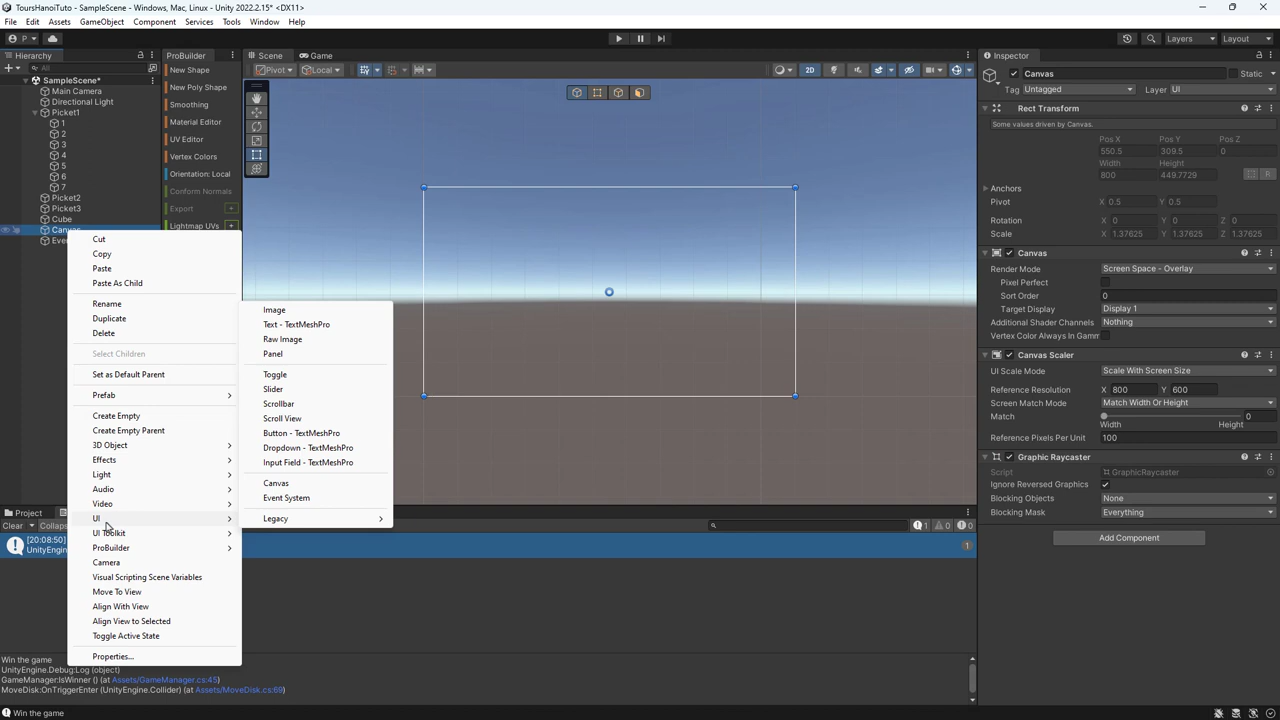 ToursHanoiTuto - SampleScene - Windows, Mac, Linux - Unity 2022.2.15* <DX11>
File Edit Assets GameObject Component Services Tools Window Help
P Layers Layout
Hierarchy ProBuilder Scene Game Inspector
All New Shape Pivot Local 2D Canvas Static
SampleScene* New Poly Shape Tag Untagged Layer UI
Main Camera
Directional Light Smoothing Rect Transform
Picket1 Material Editor Some values driven by Canvas.
1 UV Editor Pos X Pos Y Pos Z
2 550.5 309.5 0
3 Vertex Colors Width Height
4 800 449.7729 R
5 Orientation: Local Anchors
6 Conform Normals Pivot X 0.5 Y 0.5
7 Export Rotation X 0 Y 0 Z 0
Picket2 Lightmap UVs Scale X 1.37625 Y 1.37625 Z 1.37625
Picket3
Cube
Canvas
Cut Canvas
Copy Render Mode Screen Space - Overlay
Paste Pixel Perfect
Paste As Child Sort Order 0
Rename Target Display Display 1
Duplicate Additional Shader Channels Nothing
Delete Vertex Color Always In Gamm
Select Children Canvas Scaler
Set as Default Parent UI Scale Mode Scale With Screen Size
Prefab Reference Resolution X 800 Y 600
Create Empty Screen Match Mode Match Width Or Height
Create Empty Parent Match 0
3D Object Width Height
Effects Reference Pixels Per Unit 100
Light Graphic Raycaster
Audio Script GraphicRaycaster
Video Ignore Reversed Graphics
UI Blocking Objects None
UI Toolkit Blocking Mask Everything
ProBuilder Add Component
Camera
Visual Scripting Scene Variables
Move To View
Align With View
Align View to Selected
Toggle Active State
Properties...
Image
Text - TextMeshPro
Raw Image
Panel
Toggle
Slider
Scrollbar
Scroll View
Button - TextMeshPro
Dropdown - TextMeshPro
Input Field - TextMeshPro
Canvas
Event System
Legacy
Project
Clear Collaps 1 0 0
[20:08:50]
UnityEngin 1
Win the game
UnityEngine.Debug:Log (object)
GameManager:IsWinner () (at Assets/GameManager.cs:45)
MoveDisk:OnTriggerEnter (UnityEngine.Collider) (at Assets/MoveDisk.cs:69)
Win the game